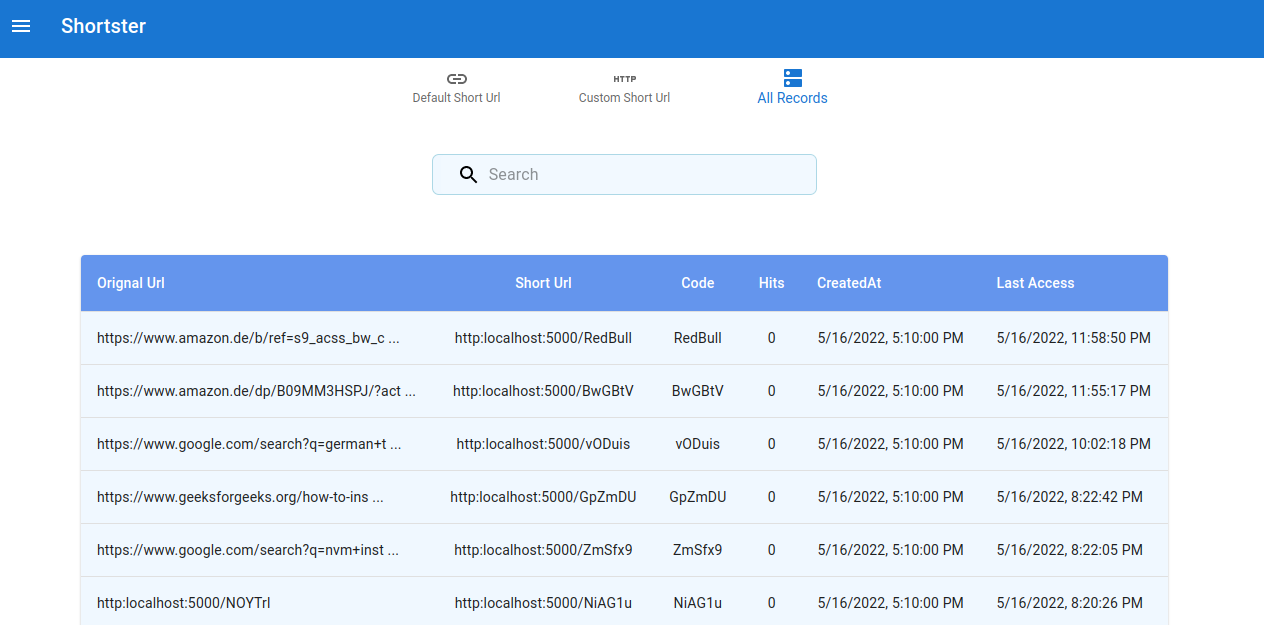 Shortster
Default Short Url HTTP Custom Short Url All Records
Search
Orignal Url Short Url Code Hits CreatedAt Last Access
https://www.amazon.de/b/ref=s9_acss_bw_c ... http:localhost:5000/RedBull RedBull 0 5/16/2022, 5:10:00 PM 5/16/2022, 11:58:50 PM
https://www.amazon.de/dp/B09MM3HSPJ/?act ... http:localhost:5000/BwGBtV BwGBtV 0 5/16/2022, 5:10:00 PM 5/16/2022, 11:55:17 PM
https://www.google.com/search?q=german+t ... http:localhost:5000/vODuis vODuis 0 5/16/2022, 5:10:00 PM 5/16/2022, 10:02:18 PM
https://www.geeksforgeeks.org/how-to-ins ... http:localhost:5000/GpZmDU GpZmDU 0 5/16/2022, 5:10:00 PM 5/16/2022, 8:22:42 PM
https://www.google.com/search?q=nvm+inst ... http:localhost:5000/ZmSfx9 ZmSfx9 0 5/16/2022, 5:10:00 PM 5/16/2022, 8:22:05 PM
http:localhost:5000/NOYTrl http:localhost:5000/NiAG1u NiAG1u 0 5/16/2022, 5:10:00 PM 5/16/2022, 8:20:26 PM